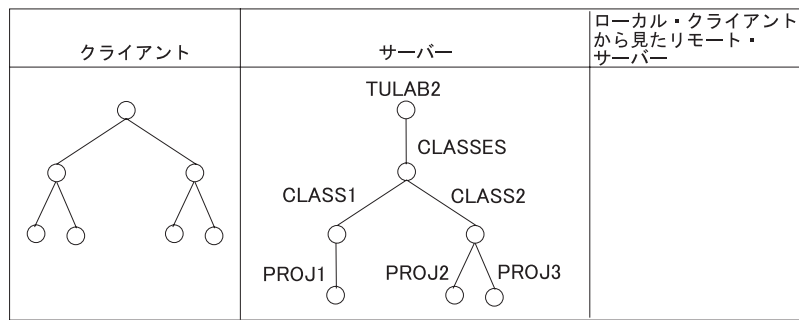 クライアント
サーバー
ローカル・クライアント
から見たリモート・
サーバー
TULAB2
CLASSES
CLASS1
CLASS2
PROJ1
PROJ2
PROJ3